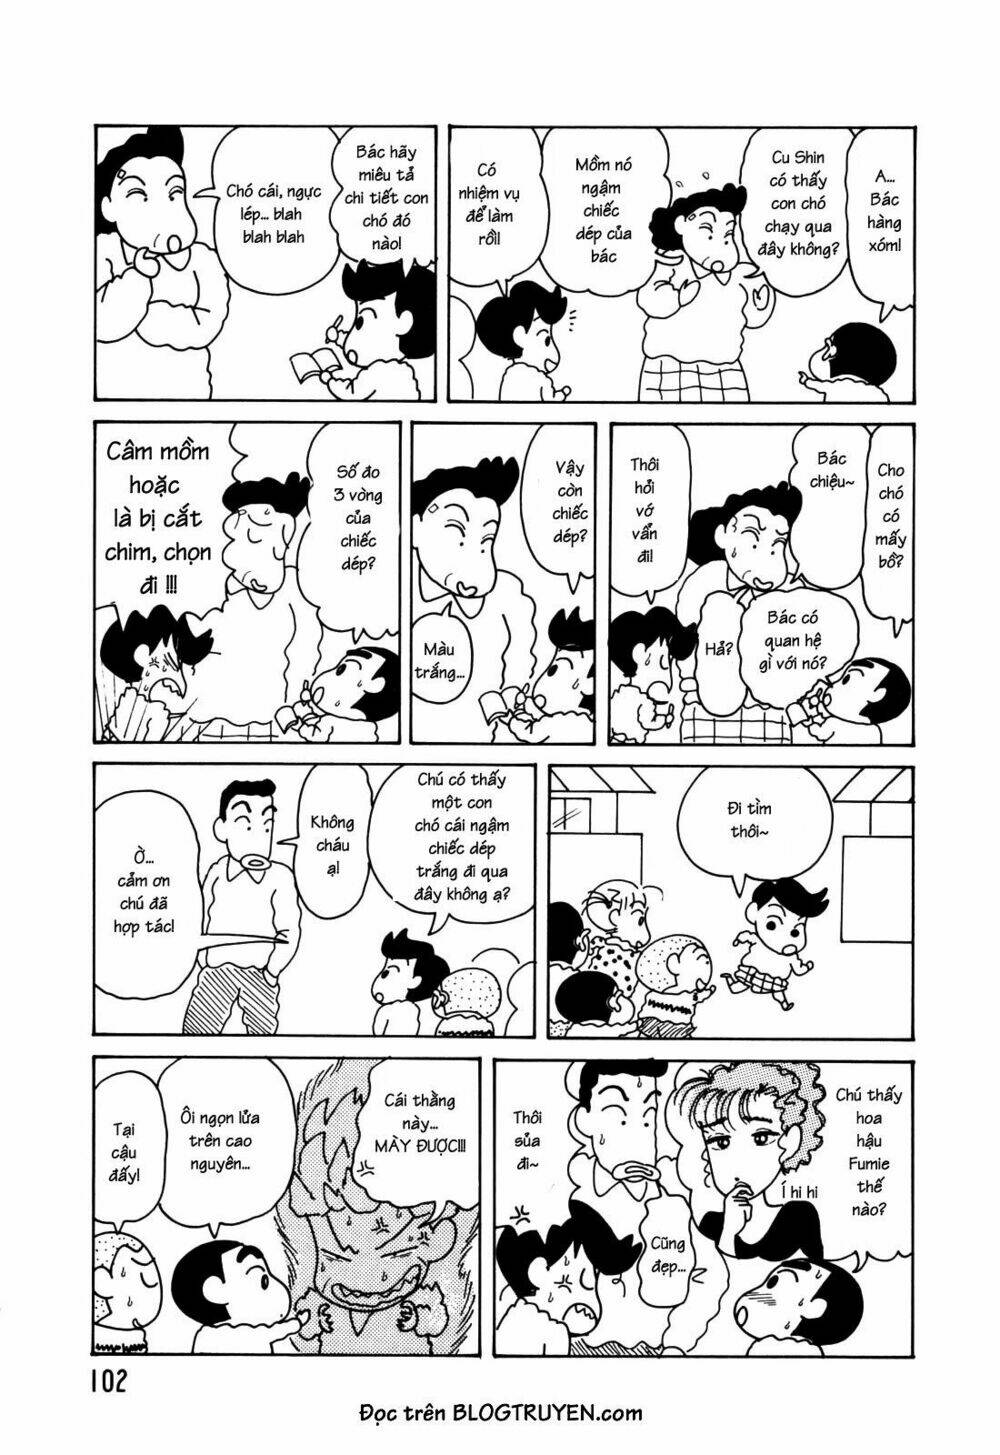 A...
Bác
hàng
xóm!
Cu Shin
có thấy
con chó
chạy qua
đây không?
Mồm nó
ngậm
chiếc
dép của
bác
Có
nhiệm vụ
để làm
rồi!
Bác hãy
miêu tả
chi tiết con
chó đó
nào!
Chó cái, ngực
lép... blah
blah blah
Cho
chó
có
mấy
bồ?
Bác
chiệu~
Bác có
quan hệ
gì với nó?
Hả?
Thôi
hỏi
vớ
vẩn
đi!
Vậy
còn
chiếc
dép?
Màu
trắng...
Số đo
3 vòng
của
chiếc
dép?
Câm mồm
hoặc
là bị cắt
chim, chọn
đi !!!
Đi tìm
thôi~
Chú có thấy
một con
chó cái ngậm
chiếc dép
trắng đi qua
đây không ạ?
Không
cháu
ạ!
Ờ...
cảm ơn
chú đã
hợp tác!
Chú thấy
hoa
hậu
Fumie
thế
nào?
Í hi hi
Cũng
đẹp...
Thôi
sủa
đi~
Cái thằng
này...
MÀY ĐƯỢC!!!
Ôi ngọn lửa
trên cao
nguyên...
Tại
cậu
đấy!
102
Đọc trên BLOGTRUYEN.com